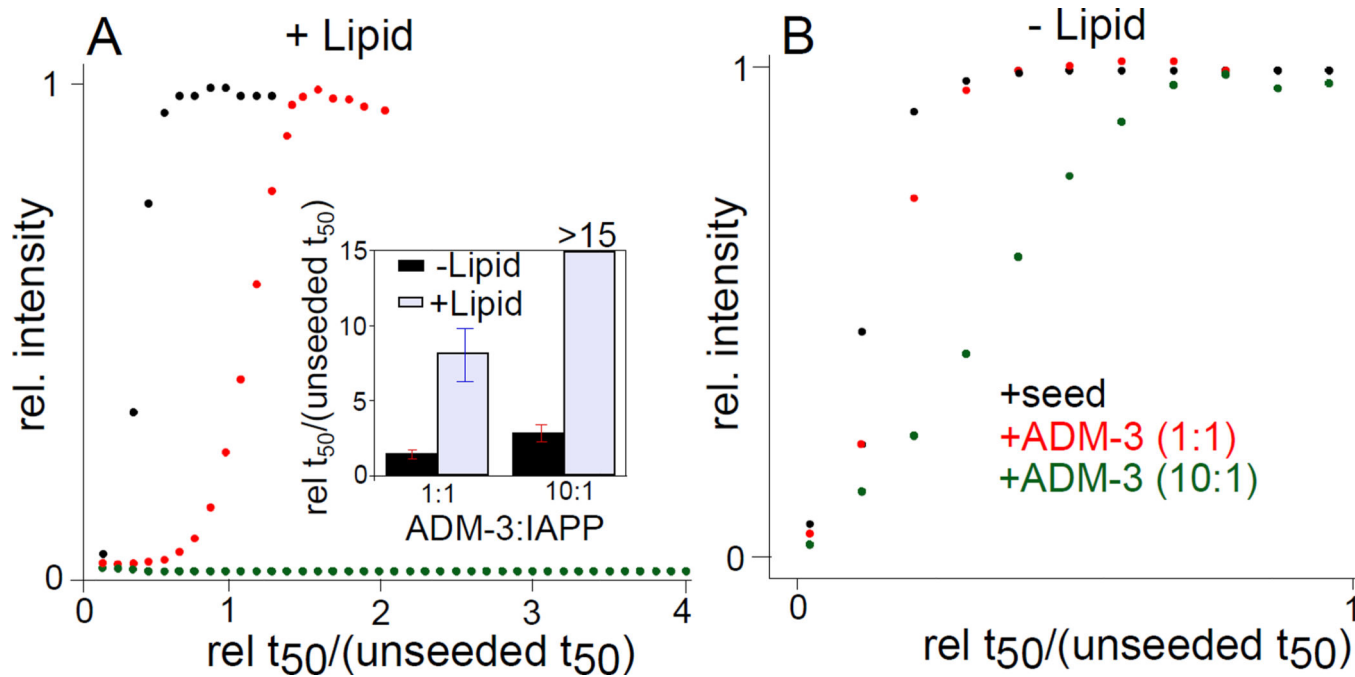 A
+ Lipid
1
rel. intensity
0
0
1
2
3
4
rel t50/(unseeded t50)
>15
15
10
5
0
rel t50/(unseeded t50)
-Lipid
+Lipid
1:1
10:1
ADM-3:IAPP
B
- Lipid
1
rel. intensity
0
+seed
+ADM-3 (1:1)
+ADM-3 (10:1)
0
1
rel t50/(unseeded t50)